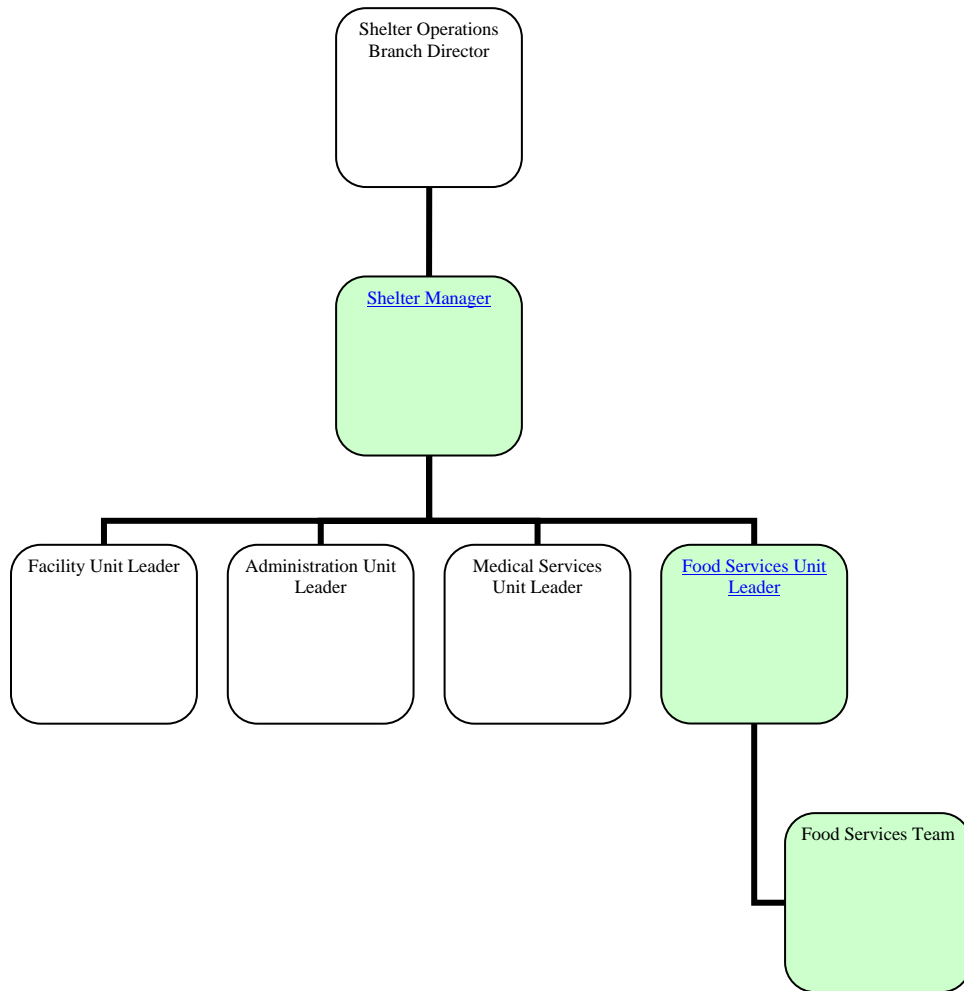 Shelter Operations
Branch Director
Shelter Manager
Facility Unit Leader
Administration Unit
Leader
Medical Services
Unit Leader
Food Services Unit
Leader
Food Services Team